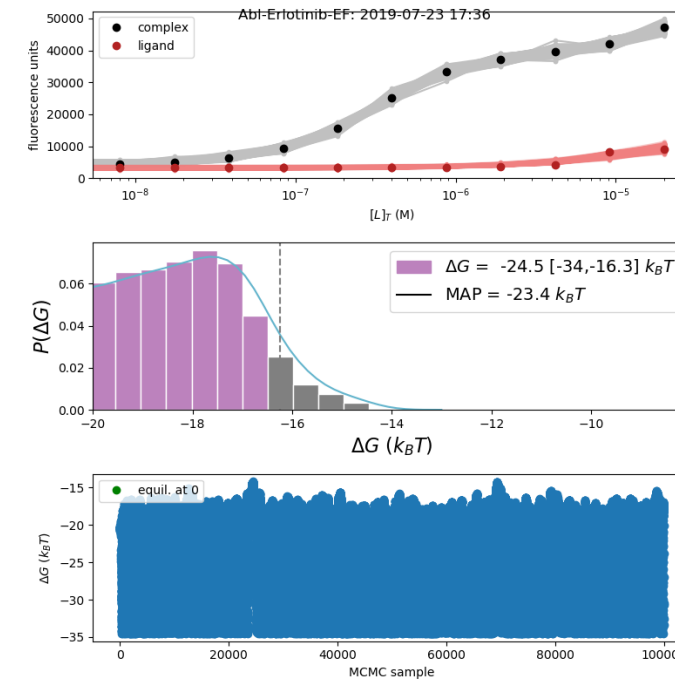 Abl-Erlotinib-EF: 2019-07-23 17:36
50000
40000
30000
20000
10000
0
fluorescence units
complex
ligand
10⁻⁸
10⁻⁷
10⁻⁶
10⁻⁵
[L]T (M)
0.06
0.04
0.02
0.00
P(ΔG)
ΔG = -24.5 [-34,-16.3] kBT
MAP = -23.4 kBT
−20
−18
−16
−14
−12
−10
ΔG (kBT)
−15
−20
−25
−30
−35
ΔG (kBT)
equil. at 0
0
20000
40000
60000
80000
MCMC sample